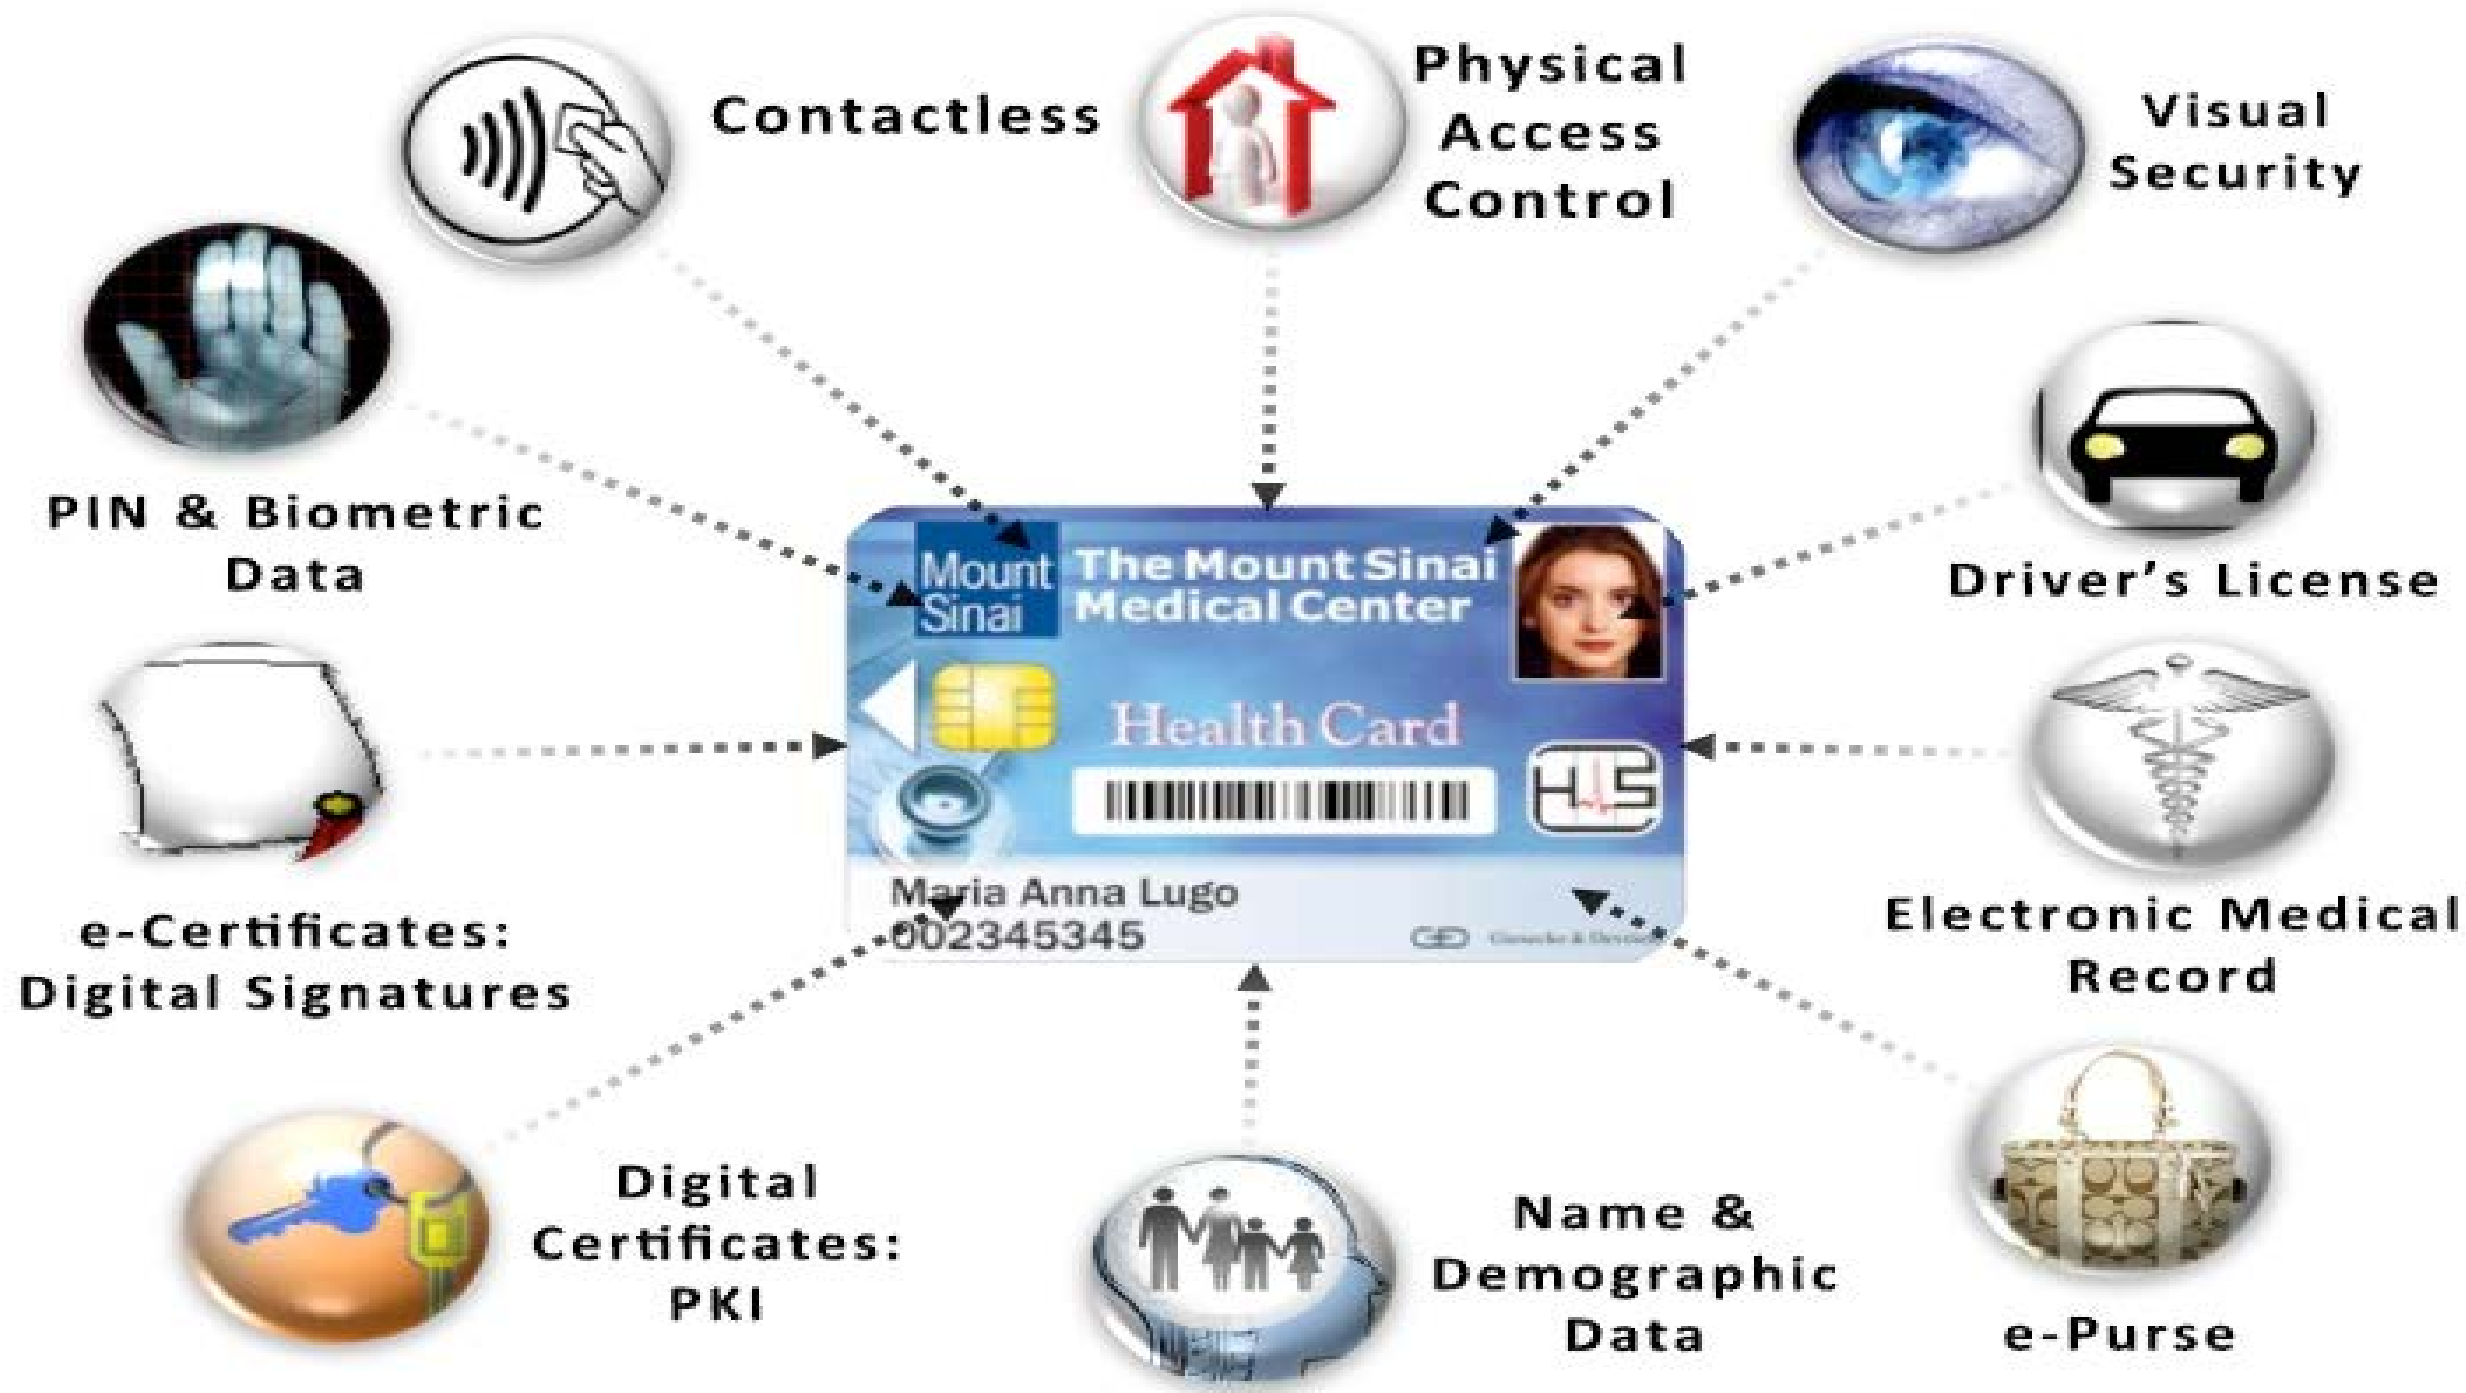 Contactless
Physical
Access
Control
Visual
Security
PIN & Biometric
Data
Driver's License
Mount
Sinai
The Mount Sinai
Medical Center
Health Card
HLS
Maria Anna Lugo
002345345
e-Certificates:
Digital Signatures
Electronic Medical
Record
Digital
Certificates:
PKI
Name &
Demographic
Data
e-Purse